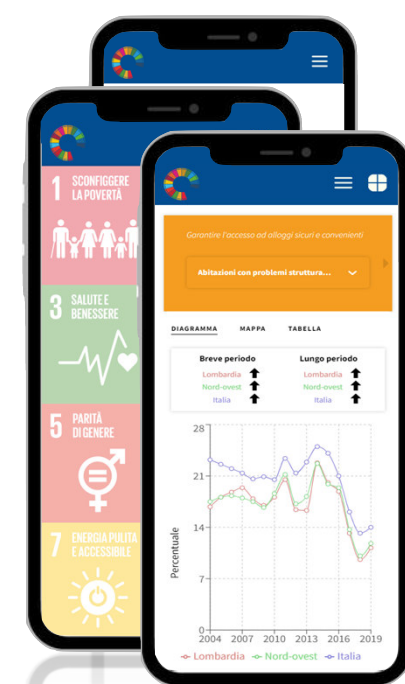 1 SCONFIGGERE
LA POVERTÀ
3 SALUTE E
BENESSERE
5 PARITÀ
DI GENERE
7 ENERGIA PULITA
E ACCESSIBILE
Garantire l'accesso ad alloggi sicuri e convenienti
Abitazioni con problemi struttura...
DIAGRAMMA MAPPA TABELLA
Breve periodo Lungo periodo
Lombardia Lombardia
Nord-ovest Nord-ovest
Italia Italia
28
21
14
7
0
Percentuale
2004 2007 2010 2013 2016 2019
Lombardia Nord-ovest Italia